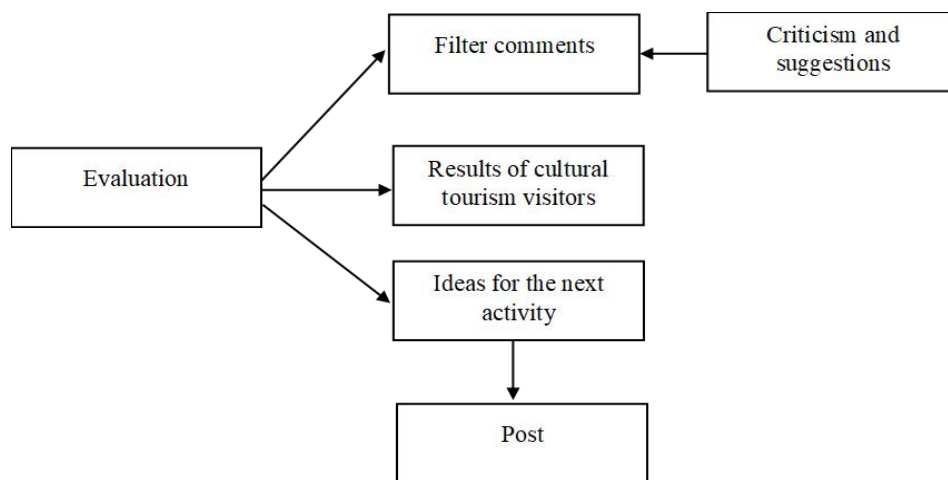 Filter comments
Criticism and
suggestions
Evaluation
Results of cultural
tourism visitors
Ideas for the next
activity
Post